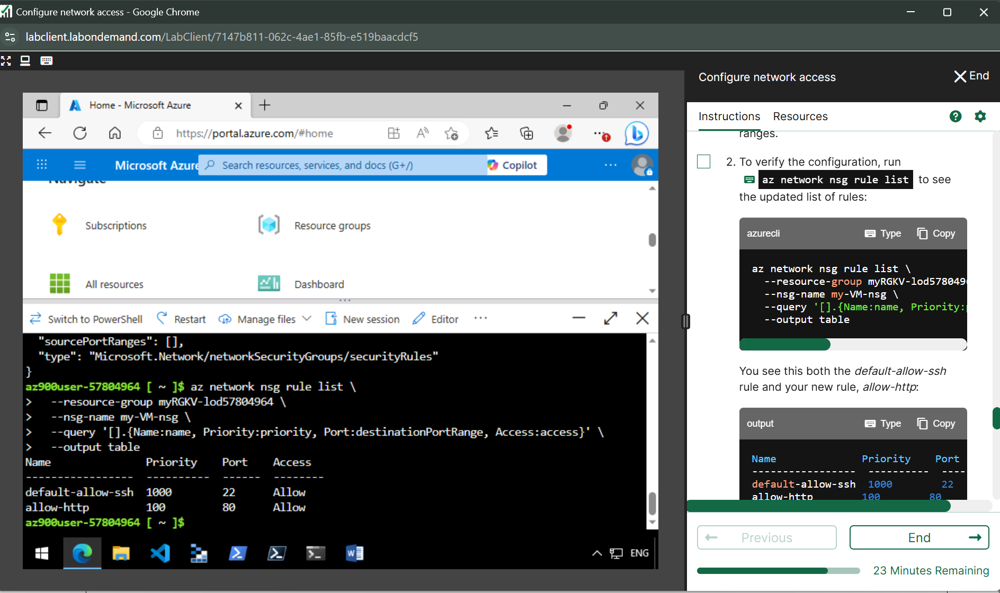 Configure network access - Google Chrome
labclient.labondemand.com/LabClient/7147b811-062c-4ae1-85fb-e519baacdcf5
Home - Microsoft Azure
https://portal.azure.com/#home
Microsoft Azure
Search resources, services, and docs (G+/)
Copilot
Navigate
Subscriptions
Resource groups
All resources
Dashboard
Switch to PowerShell
Restart
Manage files
New session
Editor
"sourcePortRanges": [],
"type": "Microsoft.Network/networkSecurityGroups/securityRules"
}
az900user-57804964 [ ~ ]$ az network nsg rule list \
>   --resource-group myRGKV-lod57804964 \
>   --nsg-name my-VM-nsg \
>   --query '[].{Name:name, Priority:priority, Port:destinationPortRange, Access:access}' \
>   --output table
Name               Priority    Port    Access
-----------------  ----------  ------  --------
default-allow-ssh  1000        22      Allow
allow-http         100         80      Allow
az900user-57804964 [ ~ ]$
ENG
Configure network access
End
Instructions
Resources
ranges.
2. To verify the configuration, run
az network nsg rule list to see
the updated list of rules:
azurecli
Type
Copy
az network nsg rule list \
--resource-group myRGKV-lod578049
--nsg-name my-VM-nsg \
--query '[].{Name:name, Priority:
--output table
You see this both the default-allow-ssh
rule and your new rule, allow-http:
output
Type
Copy
Name               Priority    Port
-----------------  ----------  ----
default-allow-ssh  1000        22
allow-http        100        80
Previous
End
23 Minutes Remaining